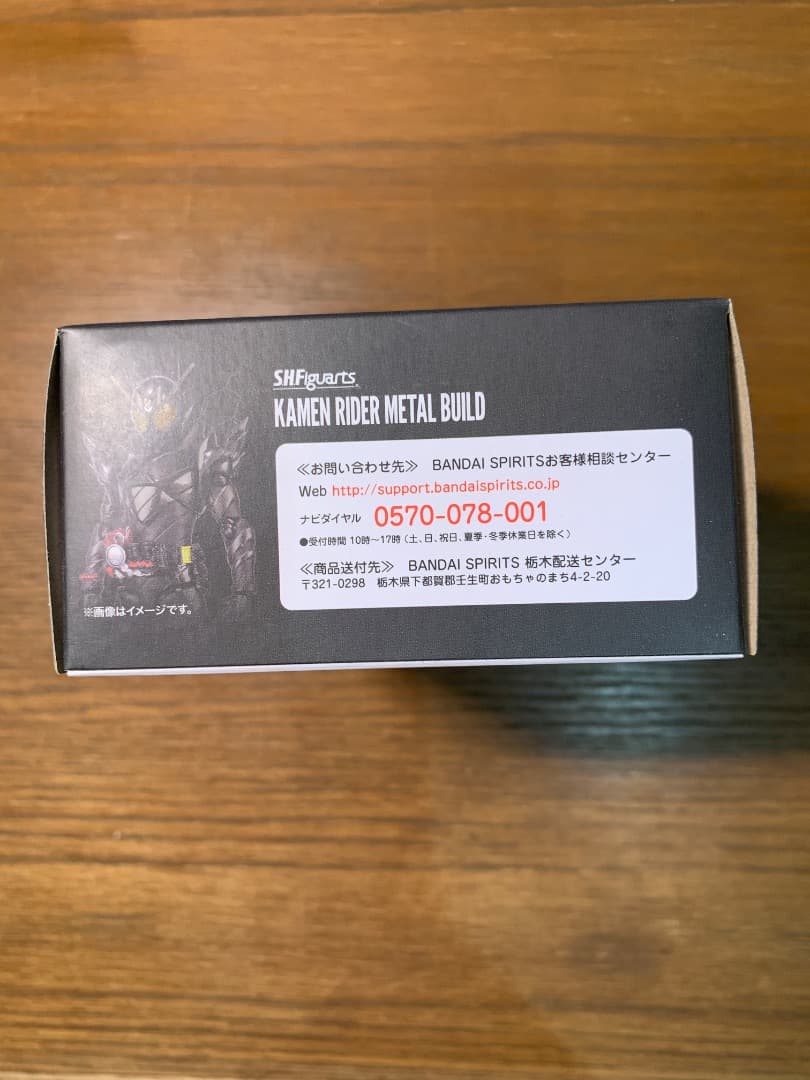 S.H.Figuarts
KAMEN RIDER METAL BUILD
≪お問い合わせ先≫ BANDAI SPIRITSお客様相談センター
Web http://support.bandaispirits.co.jp
ナビダイヤル 0570-078-001
●受付時間 10時〜17時（土、日、祝日、夏季・冬季休業日を除く）
≪商品送付先≫ BANDAI SPIRITS 栃木配送センター
〒321-0298 栃木県下都賀郡壬生町おもちゃのまち4-2-20
※画像はイメージです。